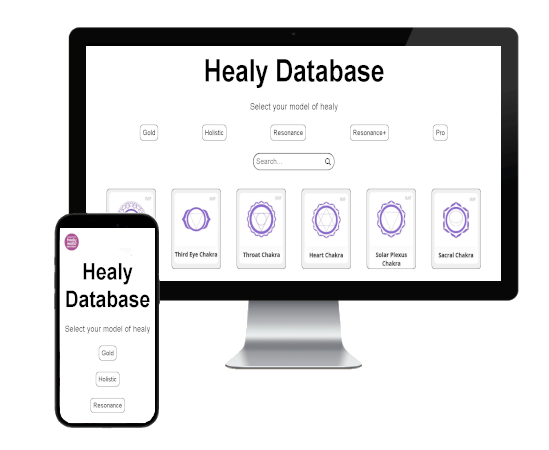 Healy Database
Select your model of healy
Gold
Holistic
Resonance
Resonance+
Pro
Search...
Third Eye Chakra
Throat Chakra
Heart Chakra
Solar Plexus
Chakra
Sacral Chakra
Healy
Database
Select your model of healy
Gold
Holistic
Resonance